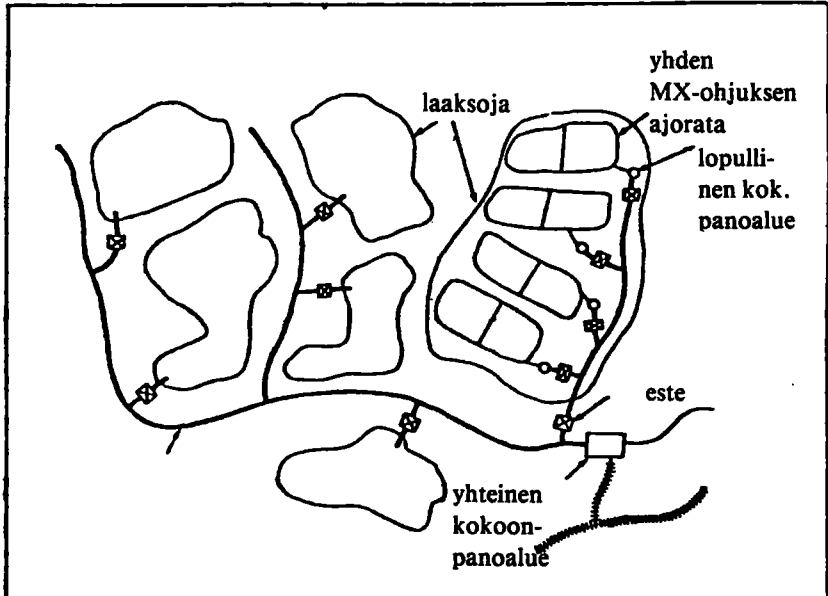 yhden
MX-ohjuksen
ajorata
laaksoja
lopulli-
nen kok.
panoalue
este
yhteinen
kokoon-
panoalue